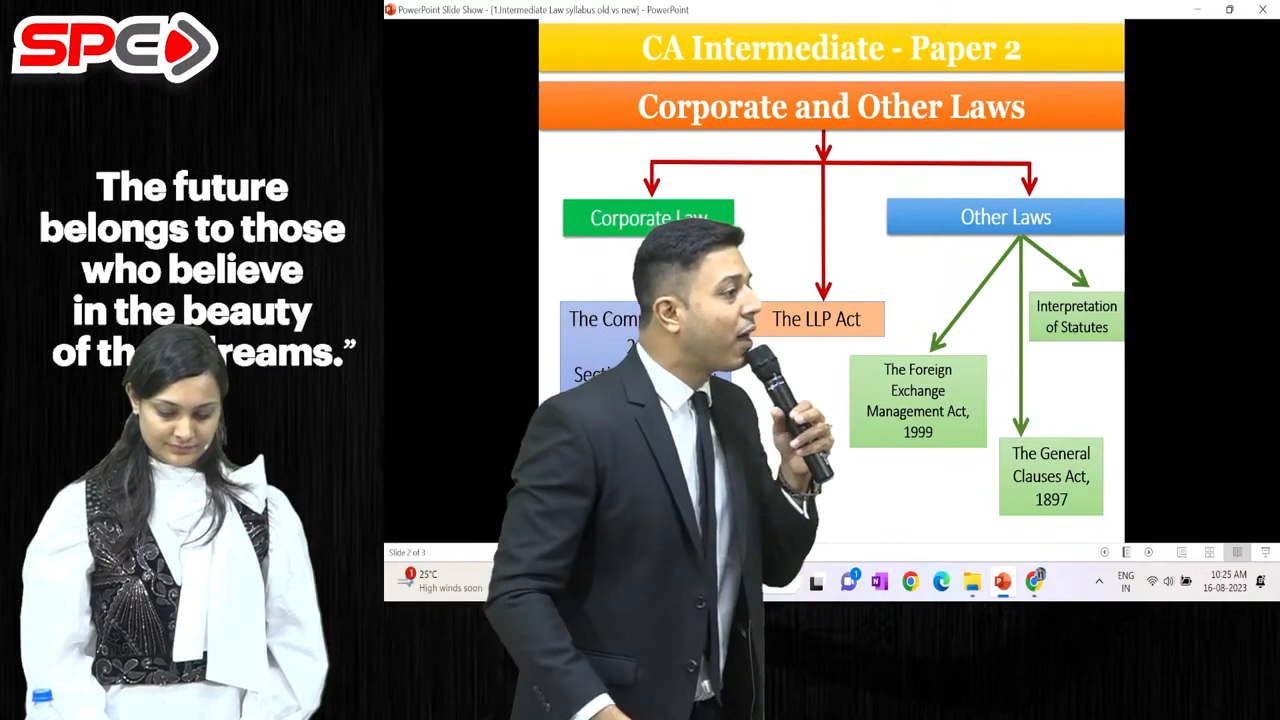 SPC
PowerPoint Slide Show - [1.Intermediate Law syllabus old vs new] - PowerPoint
CA Intermediate - Paper 2
Corporate and Other Laws
The future
belongs to those
who believe
in the beauty
of dreams.”
Corporate Law
Other Laws
The
The LLP Act
Interpretation
of Statutes
The Foreign
Exchange
Management Act,
1999
The General
Clauses Act,
1897
Slide 2 of 3
1
25°C
High winds soon
1
ENG
IN
10:25 AM
16-08-2023